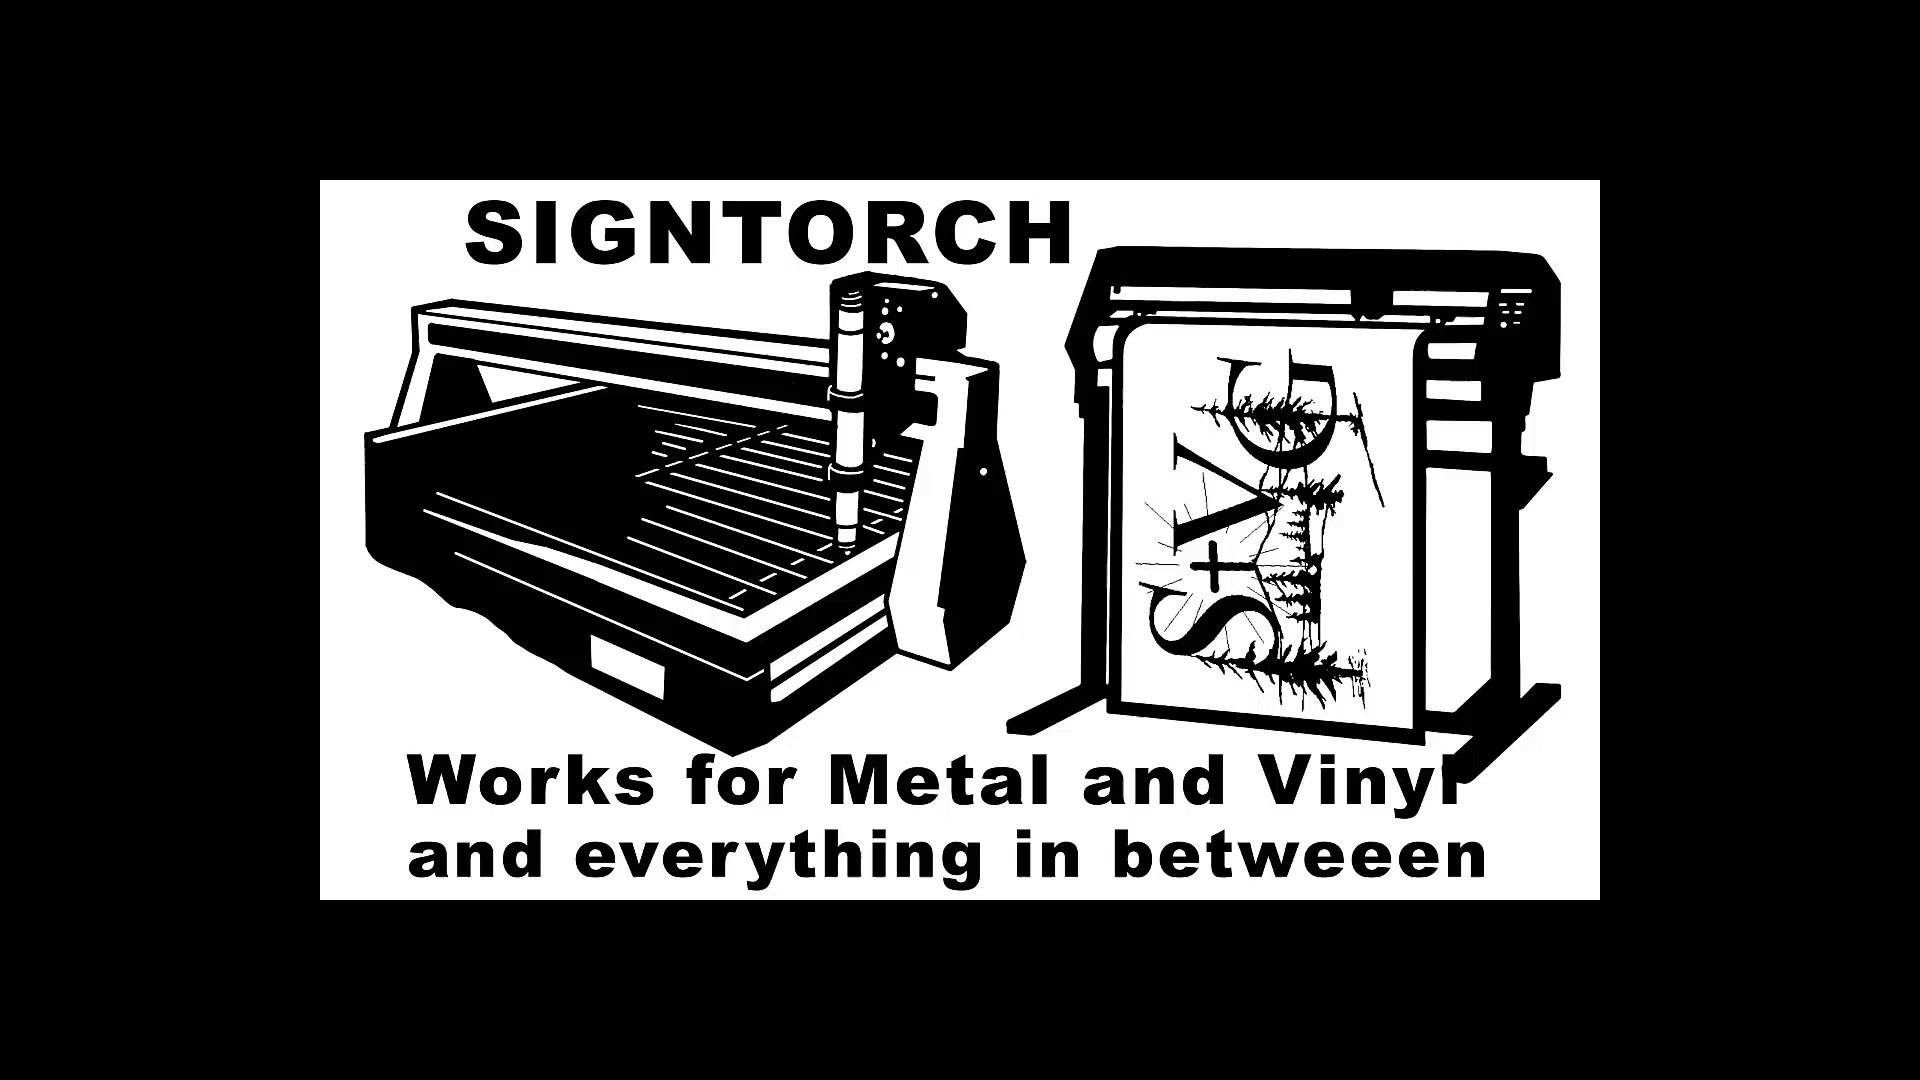 SIGNTORCH
Works for Metal and Vinyl
and everything in betweeen